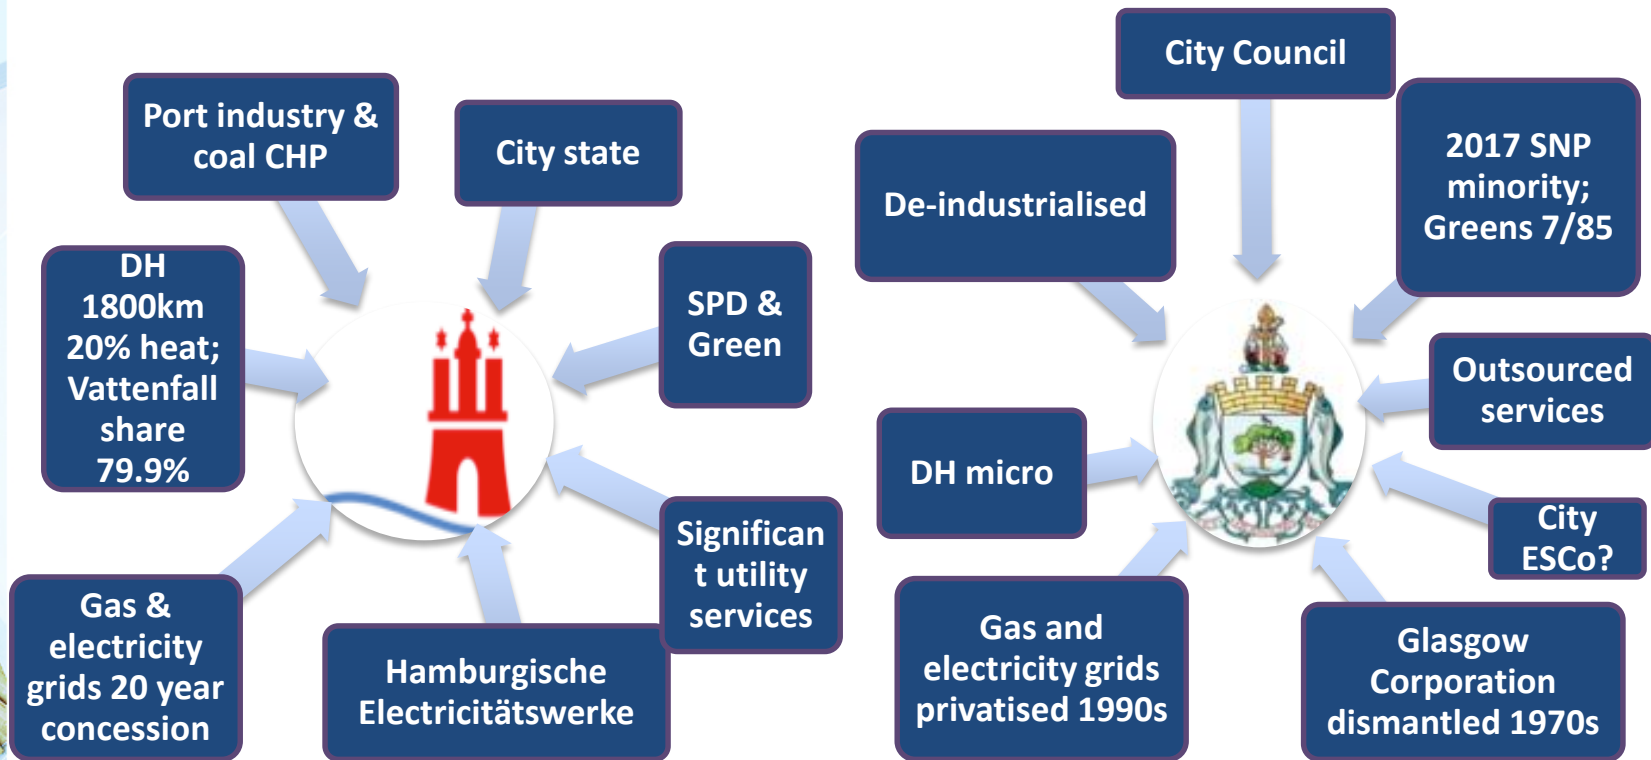 Port industry &
coal CHP
City state
DH
1800km
20% heat;
Vattenfall
share
79.9%
SPD &
Green
Gas &
electricity
grids 20 year
concession
Hamburgische
Electricitätswerke
Significan
t utility
services
City Council
De-industrialised
2017 SNP
minority;
Greens 7/85
Outsourced
services
DH micro
City
ESCo?
Gas and
electricity grids
privatised 1990s
Glasgow
Corporation
dismantled 1970s